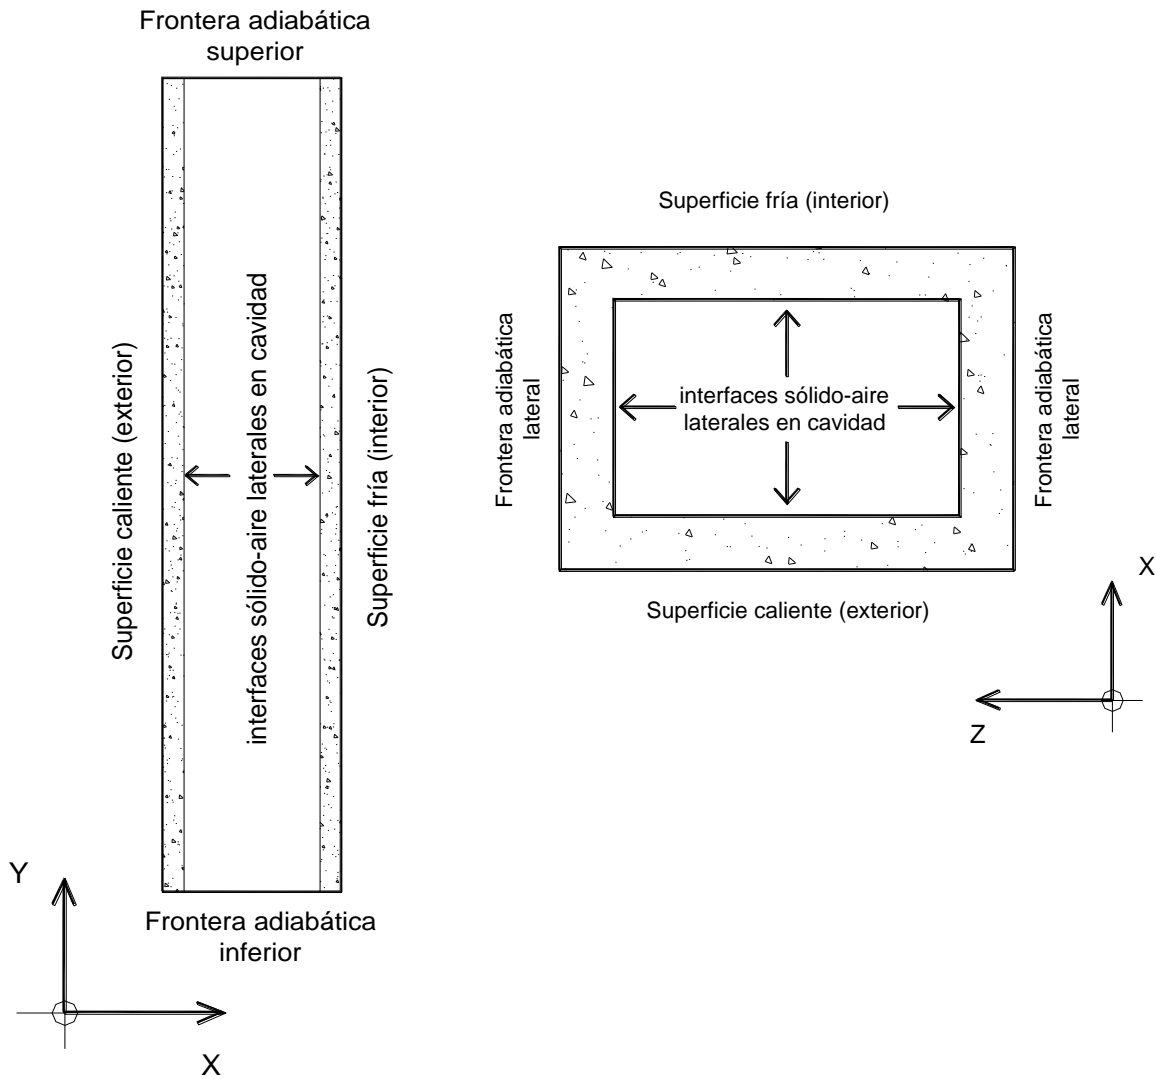 Frontera adiabática
superior
Superficie caliente (exterior)
interfaces sólido-aire laterales en cavidad
Superficie fría (interior)
Frontera adiabática
inferior
Y
X
Superficie fría (interior)
Frontera adiabática
lateral
interfaces sólido-aire
laterales en cavidad
Frontera adiabática
lateral
Superficie caliente (exterior)
X
Z